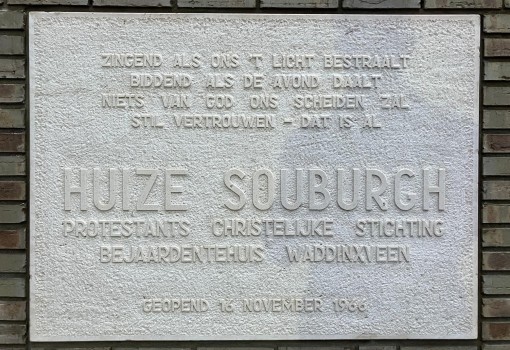 ZINGEND ALS ONS 'T LICHT BESTRAALT
BIDDEND ALS DE AVOND DAALT
NIETS VAN GOD ONS SCHEIDEN ZAL
STIL VERTROUWEN - DAT IS AL
HUIZE SOUBURGH
PROTESTANTS CHRISTELIJKE STICHTING
BEJAARDENTEHUIS WADDINXVEEN
GEOPEND 16 NOVEMBER 1966